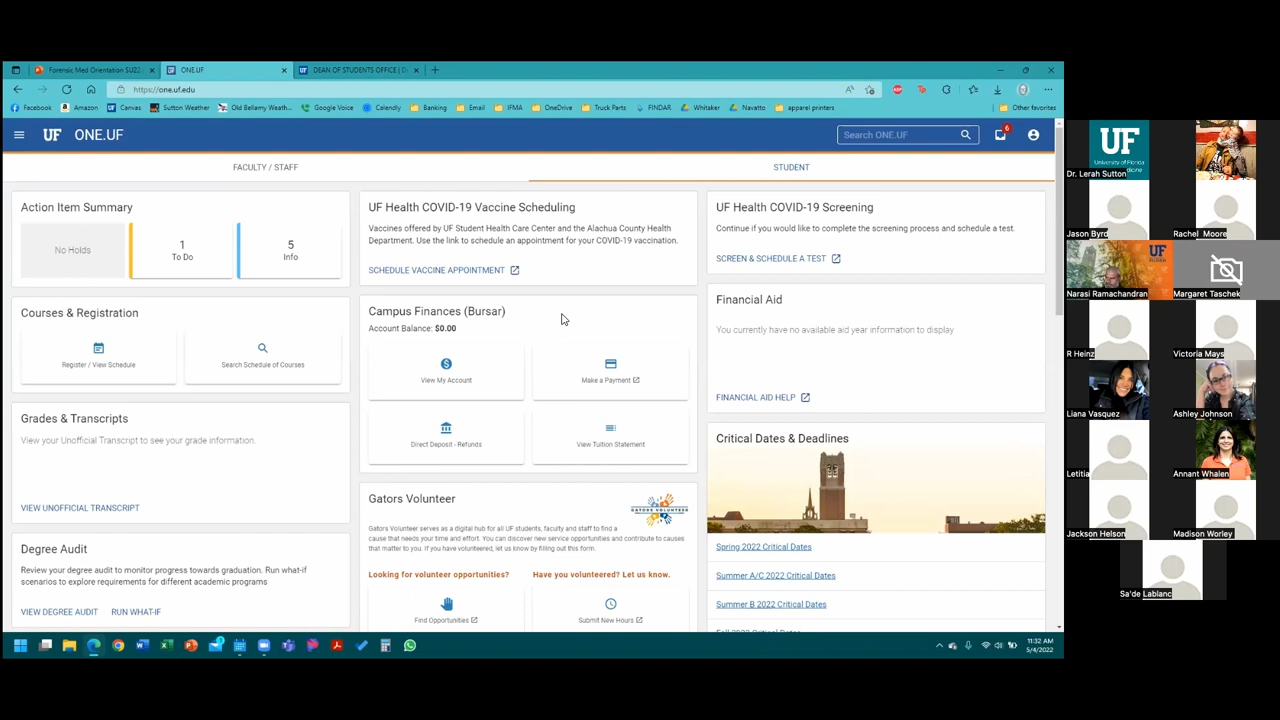 Forensic Med Orientation SU22
ONE.UF
DEAN OF STUDENTS OFFICE | D
https://one.uf.edu
Facebook
Amazon
Canvas
Sutton Weather
Old Bellamy Weath...
Google Voice
Calendly
Banking
Email
IFMA
OneDrive
Truck Parts
FINDAR
Whitaker
Navatto
apparel printers
Other favorites
UF ONE.UF
Search ONE.UF
6
FACULTY / STAFF
STUDENT
Action Item Summary
No Holds
1
To Do
5
Info
Courses & Registration
Register / View Schedule
Search Schedule of Courses
Grades & Transcripts
View your Unofficial Transcript to see your grade information.
VIEW UNOFFICIAL TRANSCRIPT
Degree Audit
Review your degree audit to monitor progress towards graduation. Run what-if
scenarios to explore requirements for different academic programs
VIEW DEGREE AUDIT
RUN WHAT-IF
UF Health COVID-19 Vaccine Scheduling
Vaccines offered by UF Student Health Care Center and the Alachua County Health
Department. Use the link to schedule an appointment for your COVID-19 vaccination.
SCHEDULE VACCINE APPOINTMENT
Campus Finances (Bursar)
Account Balance: $0.00
View My Account
Make a Payment
Direct Deposit - Refunds
View Tuition Statement
Gators Volunteer
GATORS VOLUNTEER
Gators Volunteer serves as a digital hub for all UF students, faculty and staff to find a
cause that needs your time and effort. You can discover new service opportunities and contribute to causes
that matter to you. If you have volunteered, let us know by filling out this form.
Looking for volunteer opportunities?
Have you volunteered? Let us know.
Find Opportunities
Submit New Hours
UF Health COVID-19 Screening
Continue if you would like to complete the screening process and schedule a test.
SCREEN & SCHEDULE A TEST
Financial Aid
You currently have no available aid year information to display
FINANCIAL AID HELP
Critical Dates & Deadlines
Spring 2022 Critical Dates
Summer A/C 2022 Critical Dates
Summer B 2022 Critical Dates
Fall 2022 Critical Dates
11:32 AM
5/4/2022
UF
University of Florida
Dr. Lerah Sutton
Jason Byrd
Rachel Moore
UF
Narasi Ramachandran
Margaret Taschek
R Heinz
Victoria Mays
Liana Vasquez
Ashley Johnson
Letitia
Annant Whalen
Jackson Helson
Madison Worley
Sa'de Lablanc